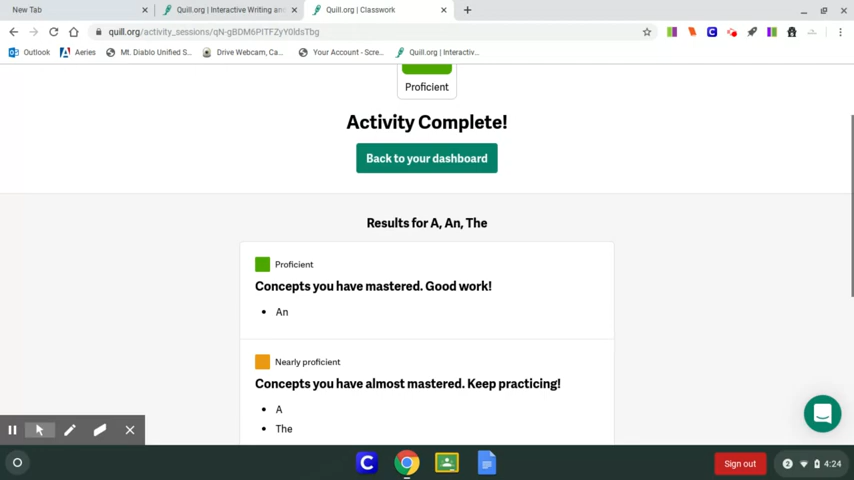 New Tab
Quill.org | Interactive Writing an
Quill.org | Classwork
quill.org/activity_sessions/qN-gBDM6PITFZyY0ldsTbg
Outlook
Aeries
Mt. Diablo Unified S...
Drive Webcam, Ca...
Your Account - Scre...
Quill.org | Interactiv...
Proficient
Activity Complete!
Back to your dashboard
Results for A, An, The
Proficient
Concepts you have mastered. Good work!
An
Nearly proficient
Concepts you have almost mastered. Keep practicing!
A
The
Sign out
2
4:24